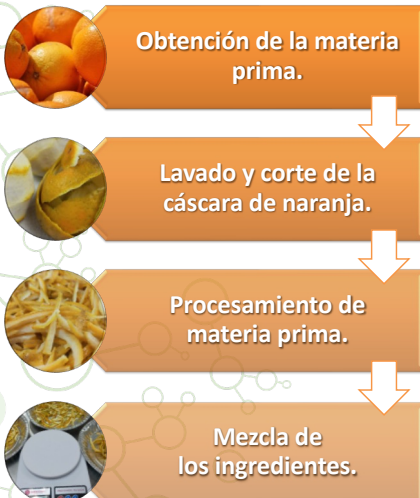 Obtención de la materia
prima.
Lavado y corte de la
cáscara de naranja.
Procesamiento de
materia prima.
Mezcla de
los ingredientes.